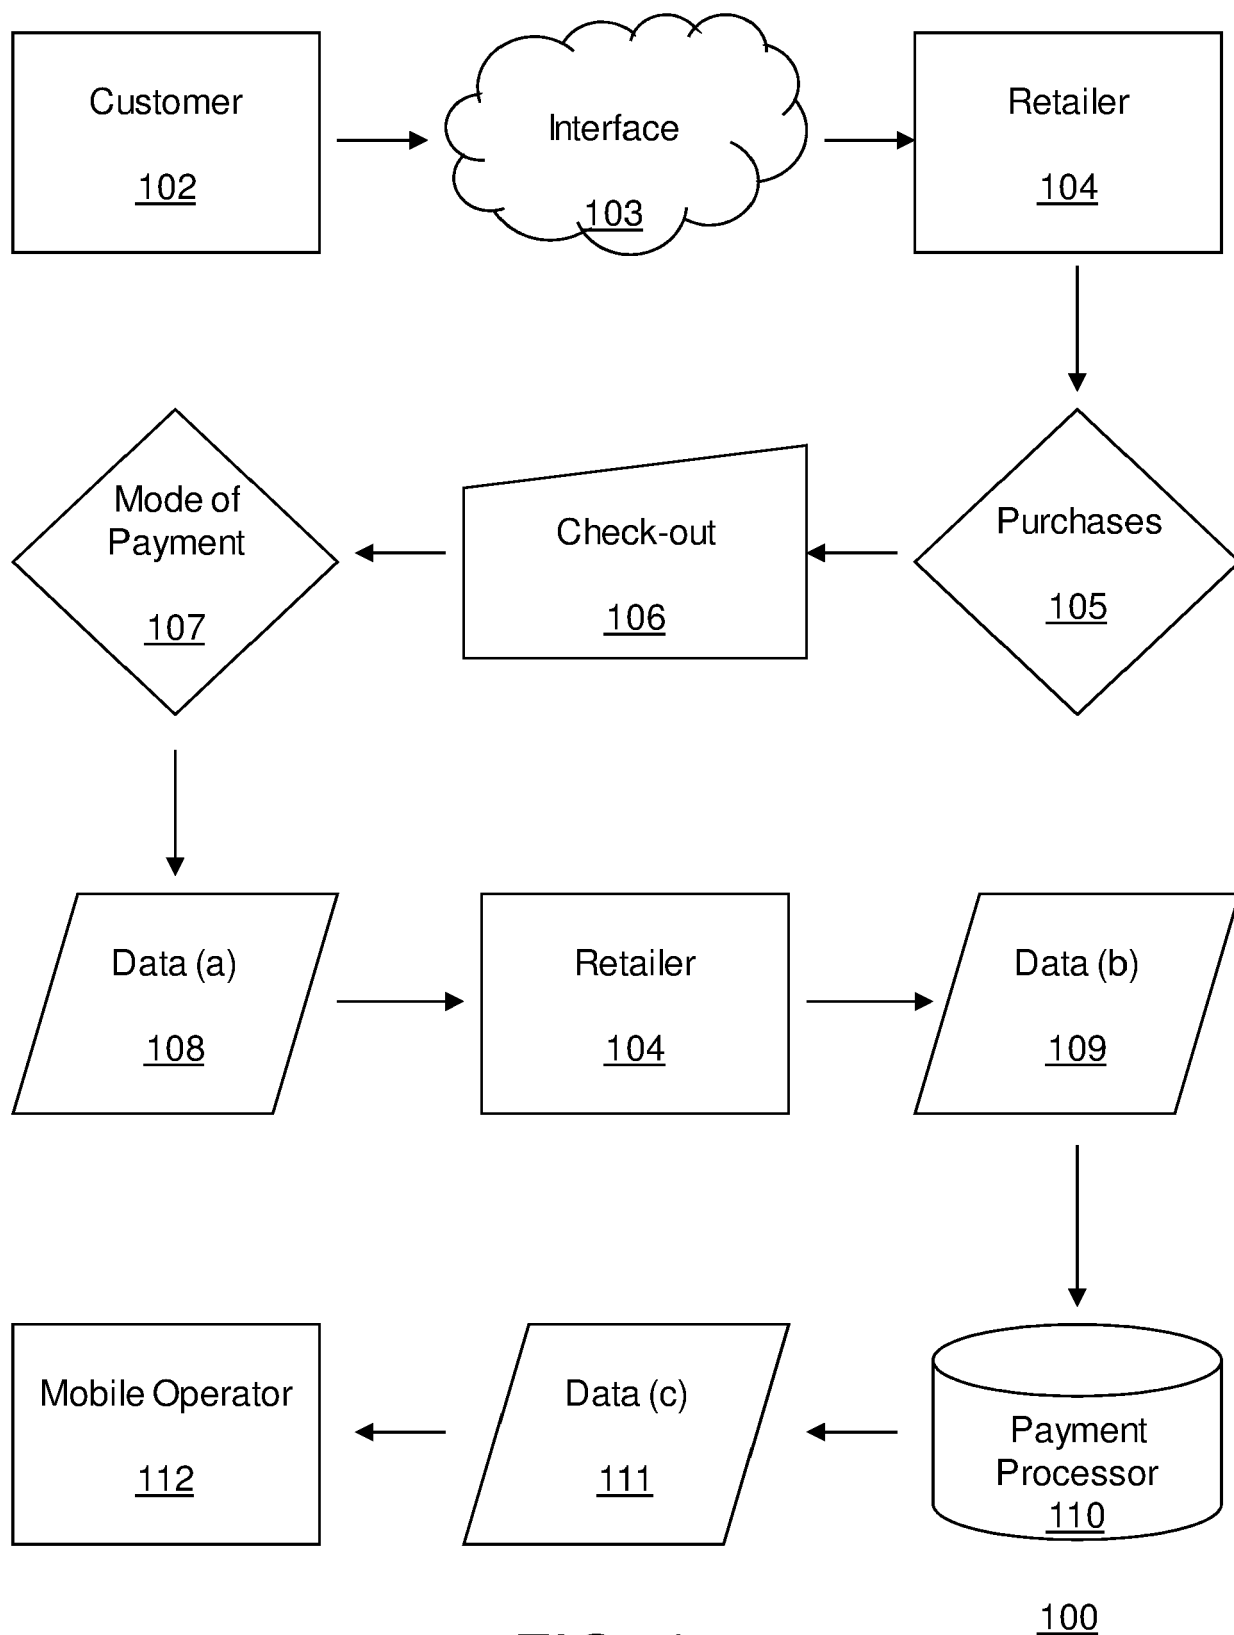 Customer
102
Interface
103
Retailer
104
Mode of
Payment
107
Check-out
106
Purchases
105
Data (a)
108
Retailer
104
Data (b)
109
Mobile Operator
112
Data (c)
111
Payment
Processor
110
100